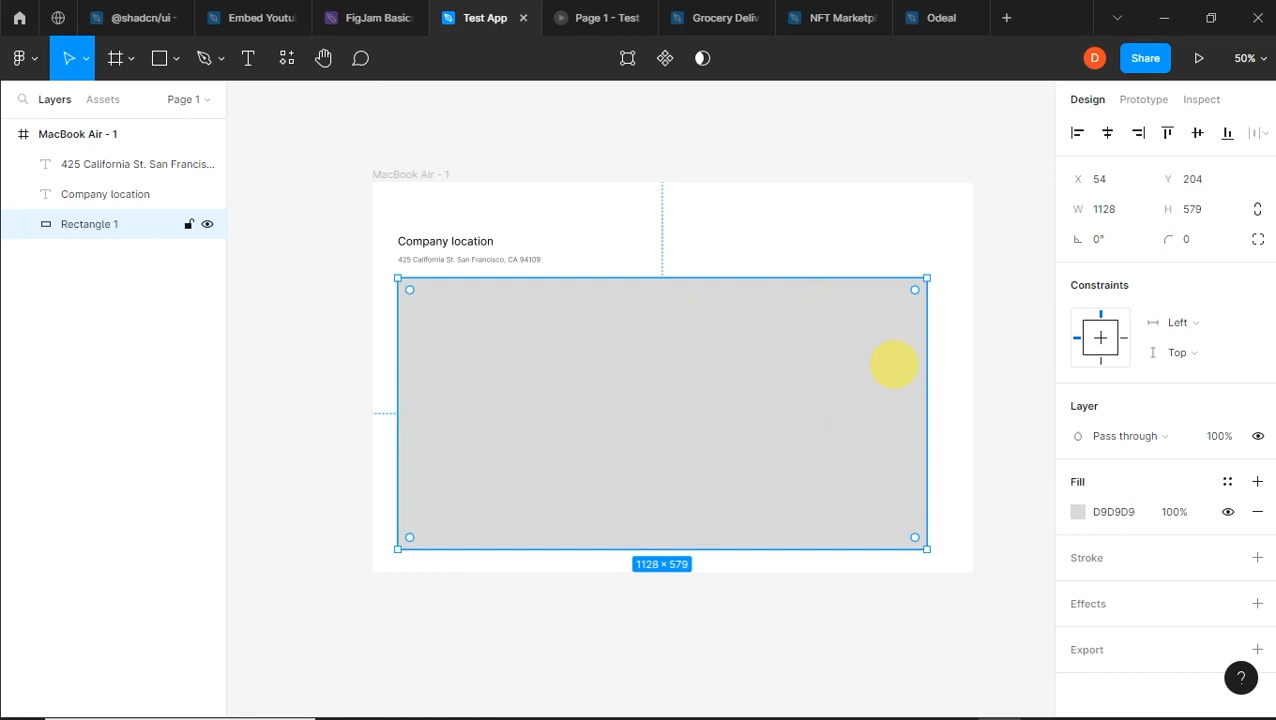 @shadcn/ui -
Embed Youtu
FigJam Basic
Test App
Page 1 - Test
Grocery Deliv
NFT Marketpl
Odeal
D
Share
50%
Layers
Assets
Page 1
Design
Prototype
Inspect
MacBook Air - 1
425 California St. San Francis...
Company location
Rectangle 1
MacBook Air - 1
Company location
425 California St. San Francisco, CA 94109
1128 × 579
X 54
Y 204
W 1128
H 579
0°
0
Constraints
Left
Top
Layer
Pass through
100%
Fill
D9D9D9
100%
Stroke
Effects
Export
?